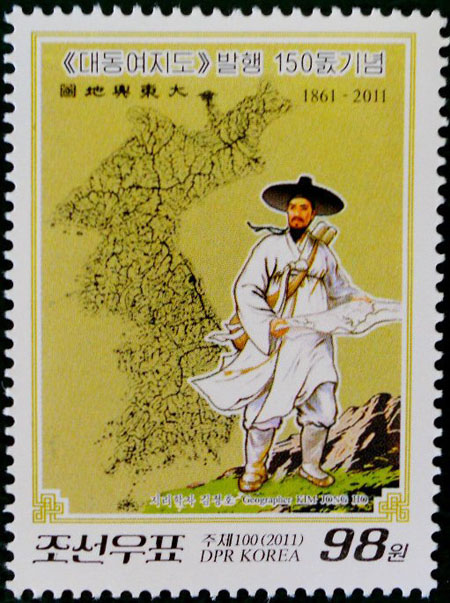 《대동여지도》 발행 150돐기념
圖地輿東大
1861 - 2011
지리학자 김정호 Geographer KIM JONG HO
조선우표 주체100(2011) 98원
DPR KOREA